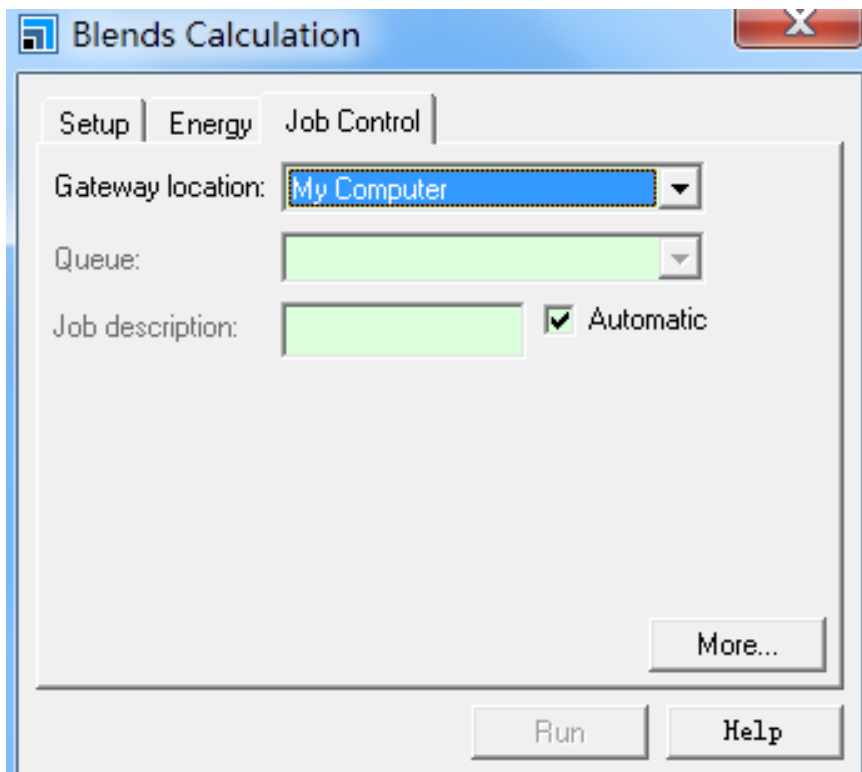 Blends Calculation
Setup Energy Job Control
Gateway location: My Computer
Queue:
Job description: Automatic
More...
Run Help